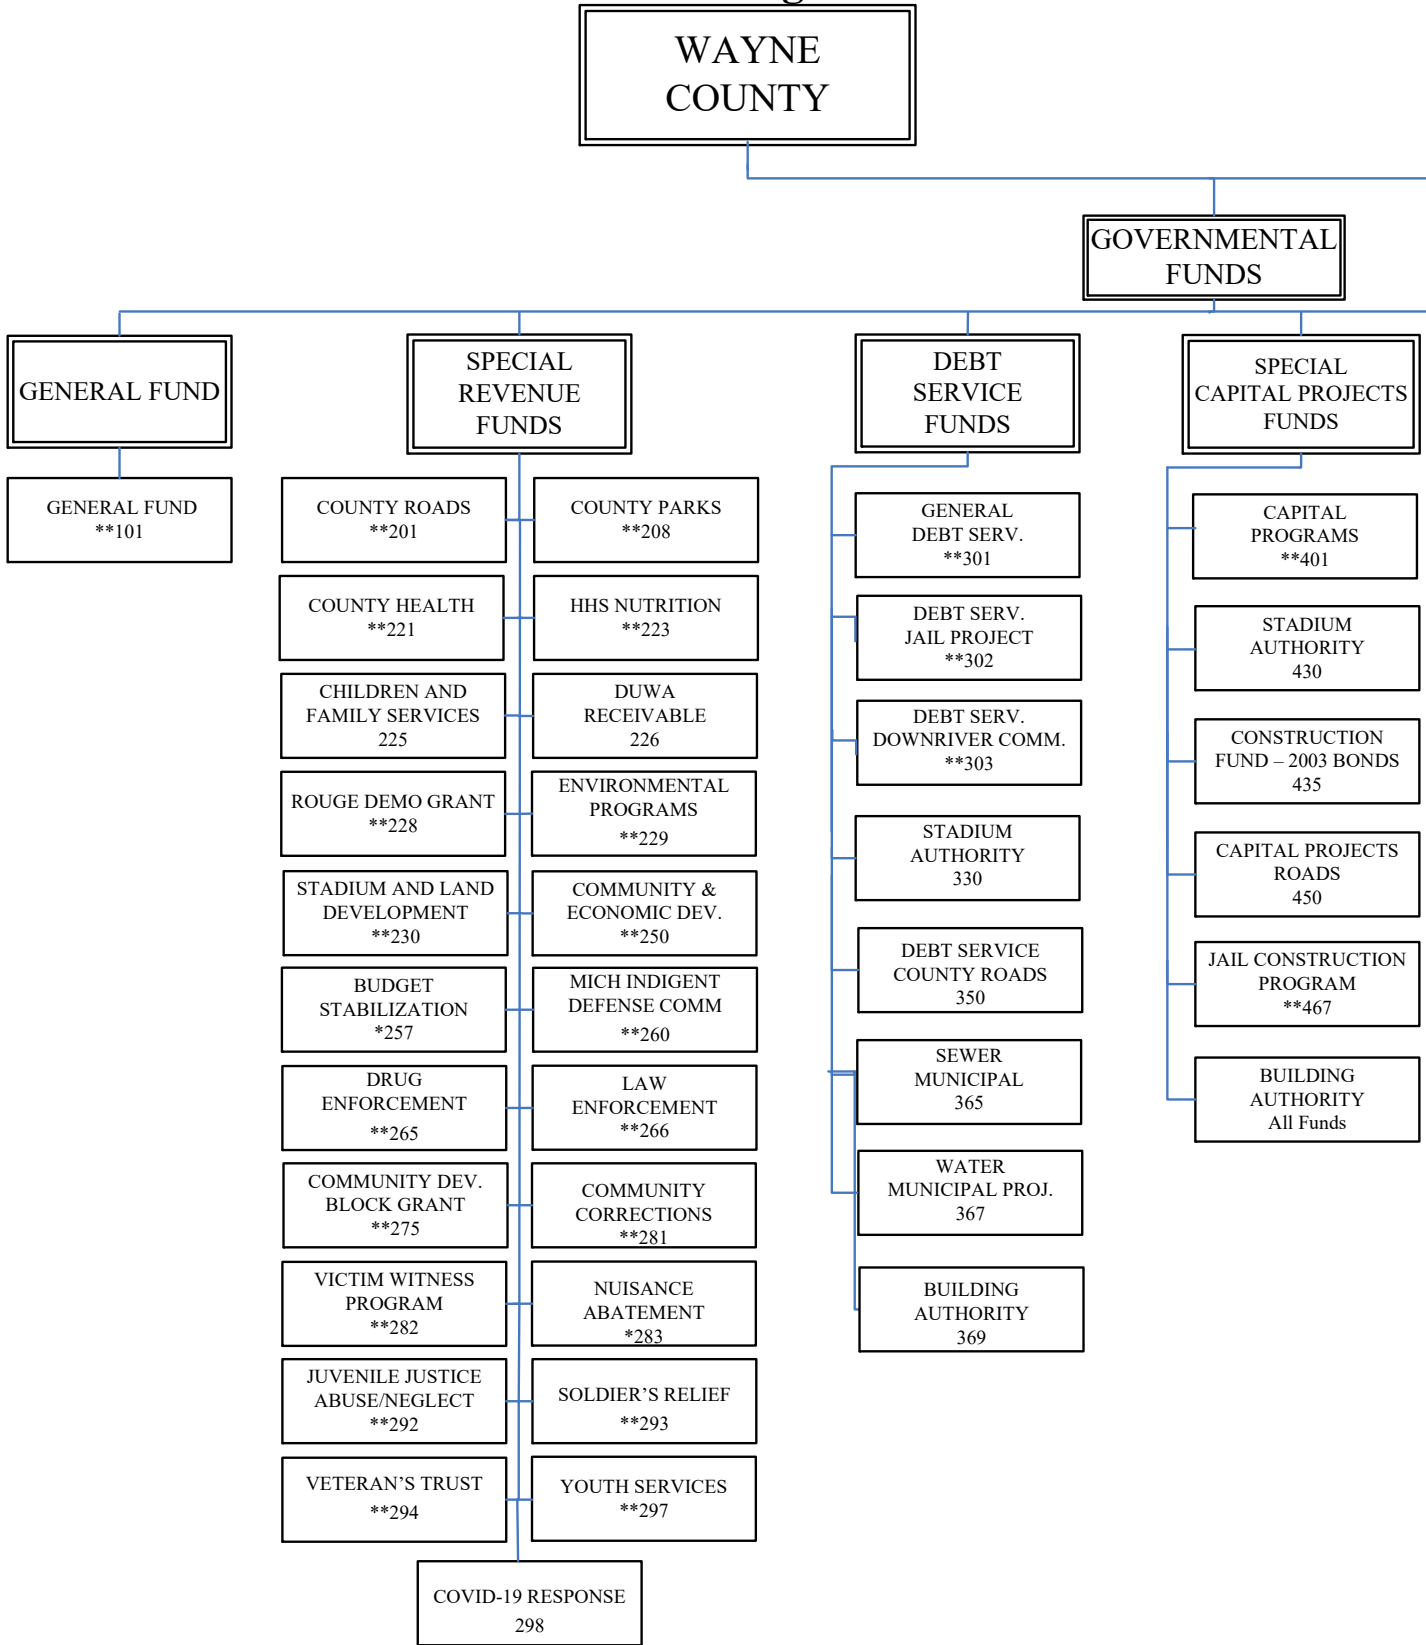 WAYNE
COUNTY
GOVERNMENTAL
FUNDS
GENERAL FUND
SPECIAL
REVENUE
FUNDS
DEBT
SERVICE
FUNDS
SPECIAL
CAPITAL PROJECTS
FUNDS
GENERAL FUND
**101
COUNTY ROADS
**201
COUNTY PARKS
**208
COUNTY HEALTH
**221
HHS NUTRITION
**223
CHILDREN AND
FAMILY SERVICES
225
DUWA
RECEIVABLE
226
ROUGE DEMO GRANT
**228
ENVIRONMENTAL
PROGRAMS
**229
STADIUM AND LAND
DEVELOPMENT
**230
COMMUNITY &
ECONOMIC DEV.
**250
BUDGET
STABILIZATION
*257
MICH INDIGENT
DEFENSE COMM
**260
DRUG
ENFORCEMENT
**265
LAW
ENFORCEMENT
**266
COMMUNITY DEV.
BLOCK GRANT
**275
COMMUNITY
CORRECTIONS
**281
VICTIM WITNESS
PROGRAM
**282
NUISANCE
ABATEMENT
*283
JUVENILE JUSTICE
ABUSE/NEGLECT
**292
SOLDIER’S RELIEF
**293
VETERAN’S TRUST
**294
YOUTH SERVICES
**297
COVID-19 RESPONSE
298
GENERAL
DEBT SERV.
**301
DEBT SERV.
JAIL PROJECT
**302
DEBT SERV.
DOWNRIVER COMM.
**303
STADIUM
AUTHORITY
330
DEBT SERVICE
COUNTY ROADS
350
SEWER
MUNICIPAL
365
WATER
MUNICIPAL PROJ.
367
BUILDING
AUTHORITY
369
CAPITAL
PROGRAMS
**401
STADIUM
AUTHORITY
430
CONSTRUCTION
FUND – 2003 BONDS
435
CAPITAL PROJECTS
ROADS
450
JAIL CONSTRUCTION
PROGRAM
**467
BUILDING
AUTHORITY
All Funds